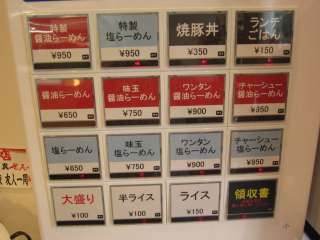 特製
醤油らーめん
¥950
特製
塩らーめん
¥950
焼豚丼
¥350
ランチ
ごはん
¥150
醤油らーめん
¥650
味玉
醤油らーめん
¥750
ワンタン
醤油らーめん
¥900
チャーシュー
醤油らーめん
¥950
塩らーめん
¥650
味玉
塩らーめん
¥750
ワンタン
塩らーめん
¥900
チャーシュー
塩らーめん
¥950
大盛り
¥100
半ライス
¥100
ライス
¥150
領収書
友人一同